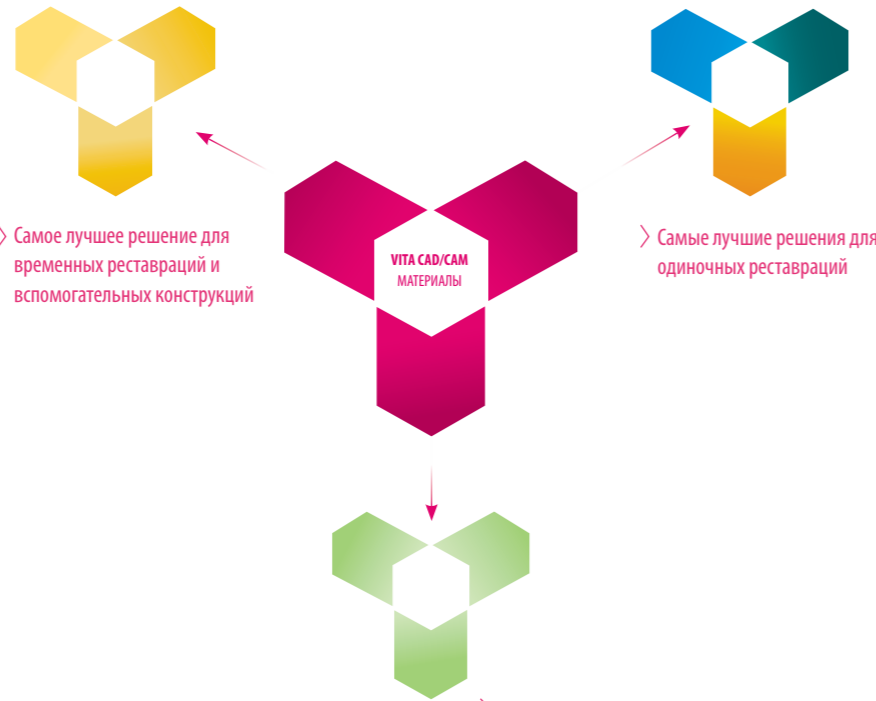 VITA CAD/CAM
МАТЕРИАЛЫ
〉 Самое лучшее решение для
временных реставраций и
вспомогательных конструкций
〉 Самые лучшие решения для
одиночных реставраций